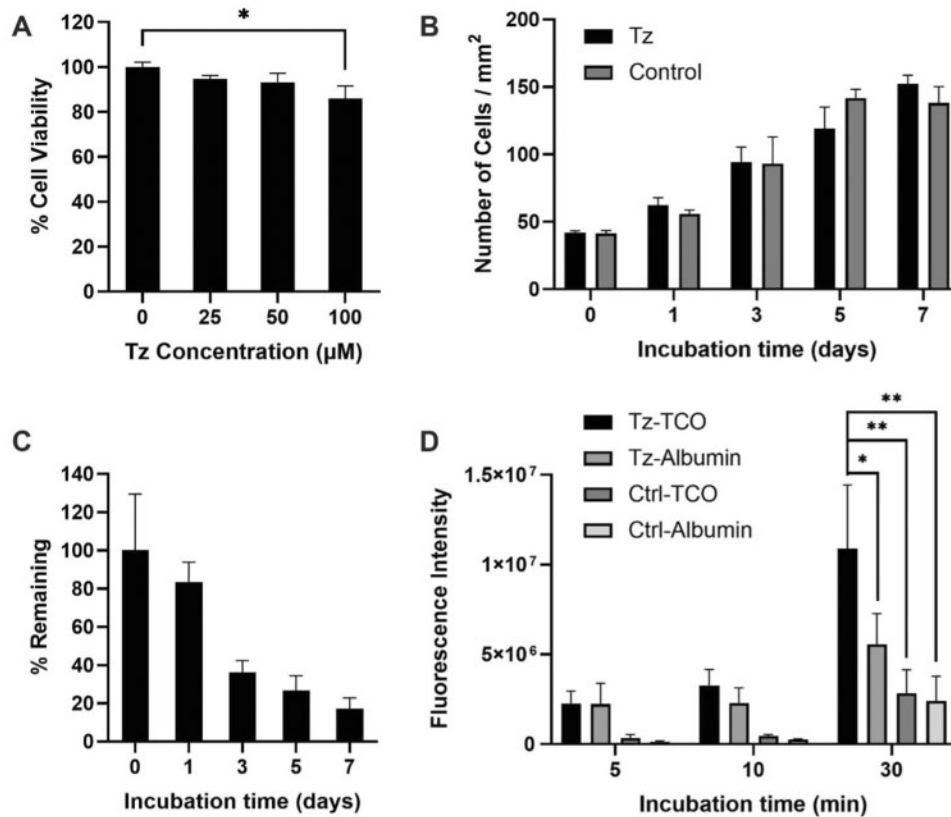 A
120
100
80
60
40
20
0
% Cell Viability
*
0 25 50 100
Tz Concentration (µM)
B
Tz
Control
200
150
100
50
0
Number of Cells / mm²
0 1 3 5 7
Incubation time (days)
C
140
120
100
80
60
40
20
0
% Remaining
0 1 3 5 7
Incubation time (days)
D
Tz-TCO
Tz-Albumin
Ctrl-TCO
Ctrl-Albumin
**
**
*
1.5×10⁷
1×10⁷
5×10⁶
0
Fluorescence Intensity
5 10 30
Incubation time (min)